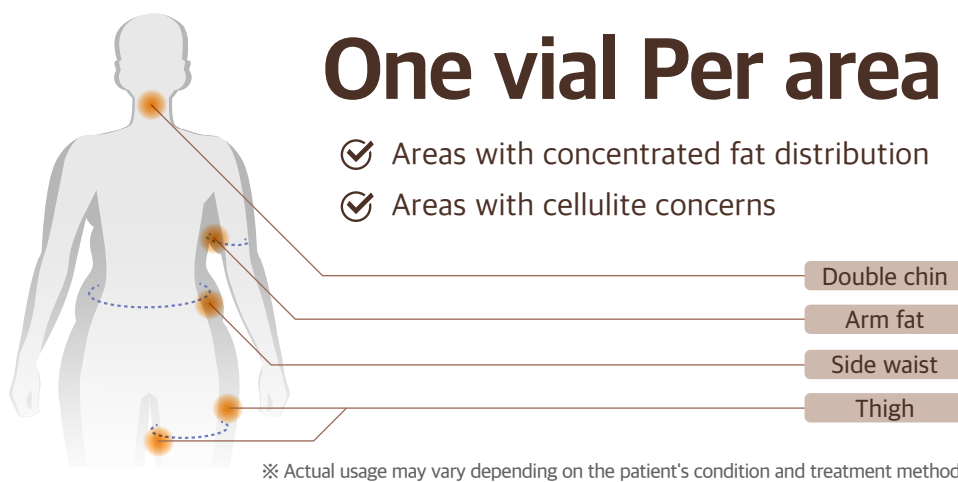 One vial Per area
Areas with concentrated fat distribution
Areas with cellulite concerns
Double chin
Arm fat
Side waist
Thigh
※ Actual usage may vary depending on the patient's condition and treatment method